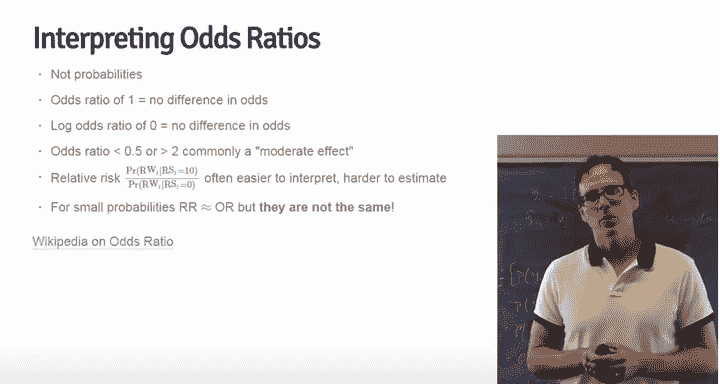 Interpreting Odds Ratios
· Not probabilities
· Odds ratio of 1 = no difference in odds
· Log odds ratio of 0 = no difference in odds
· Odds ratio < 0.5 or > 2 commonly a "moderate effect"
· Relative risk Pr(RWᵢ|RSᵢ=10) / Pr(RWᵢ|RSᵢ=0) often easier to interpret, harder to estimate
· For small probabilities RR ≈ OR but they are not the same!
Wikipedia on Odds Ratio